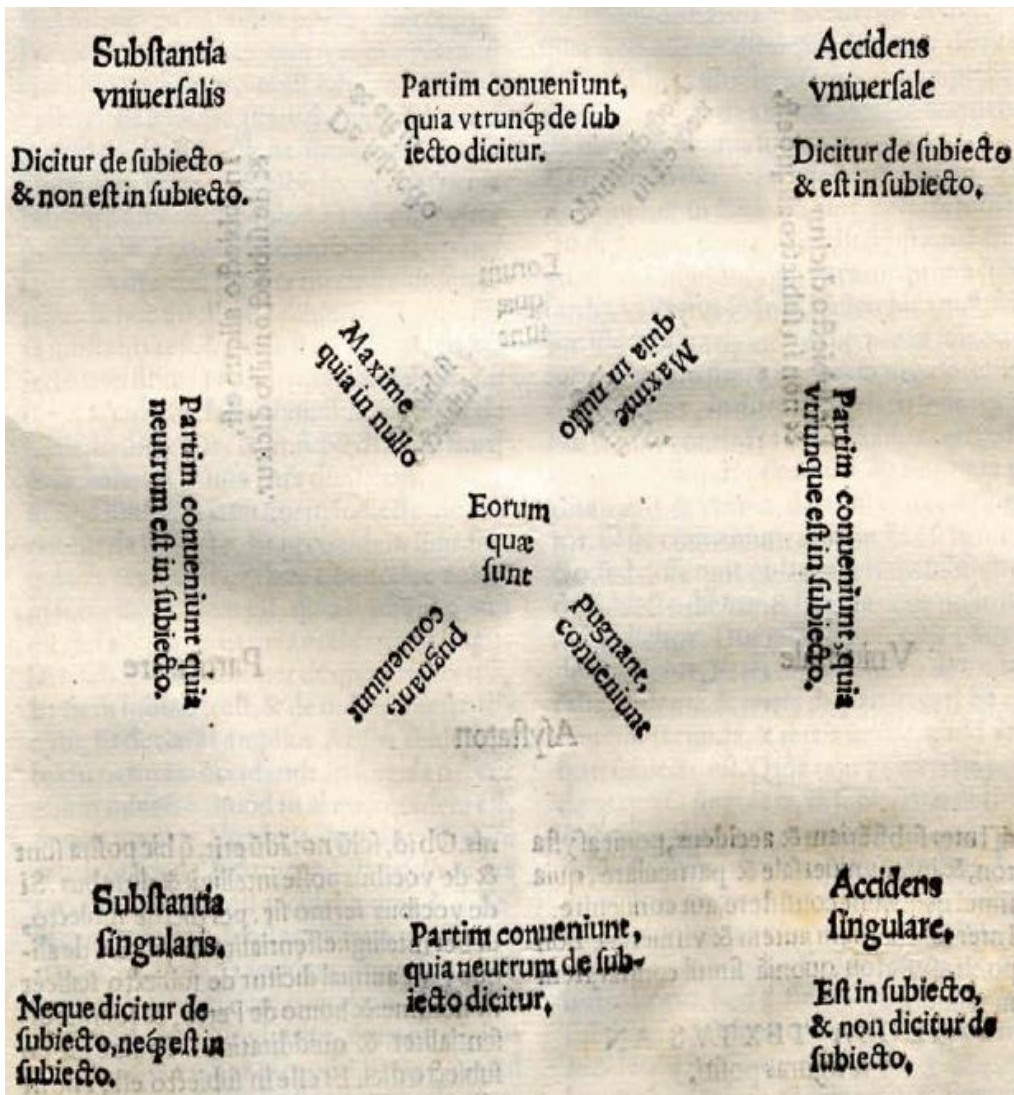 Subſtantia
vniuerſalis
Dicitur de ſubiecto
& non eſt in ſubiecto.
Partim conueniunt,
quia vtrunq́ꝫ de ſub
iecto dicitur.
Accidens
vniuerſale
Dicitur de ſubiecto
& eſt in ſubiecto.
Maxime
quia in nullo
Maxime
quia in nullo
Partim conueniunt quia
neutrum eſt in ſubiecto.
Eorum
quæ
ſunt
Partim conueniunt, quia
vtrunque eſt in ſubiecto.
pugnant,
conueniunt
pugnant,
conueniunt
Subſtantia
ſingularis.
Neque dicitur de
ſubiecto, neq́ꝫ eſt in
ſubiecto.
Partim conueniunt,
quia neutrum de ſub-
iecto dicitur.
Accidens
ſingulare.
Eſt in ſubiecto,
& non dicitur de
ſubiecto.